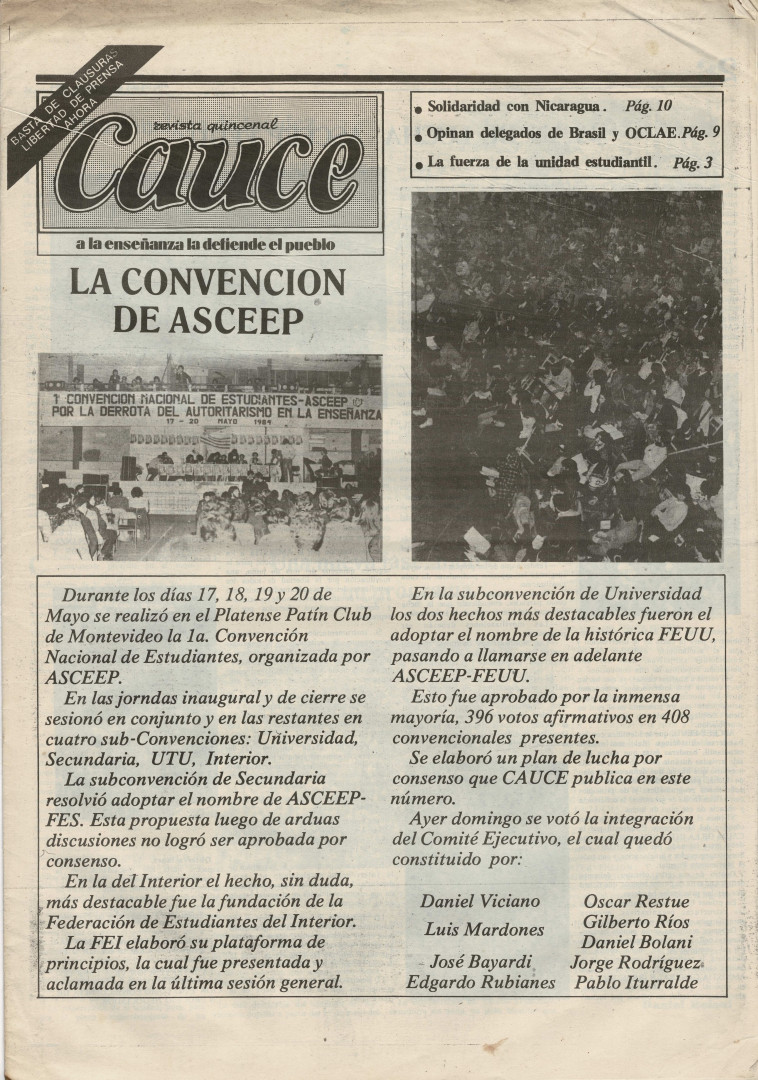 BASTA DE CLAUSURAS
LIBERTAD DE PRENSA
AHORA
revista quincenal
Cauce
a la enseñanza la defiende el pueblo
• Solidaridad con Nicaragua. Pág. 10
• Opinan delegados de Brasil y OCLAE. Pág. 9
• La fuerza de la unidad estudiantil. Pág. 3
LA CONVENCION
DE ASCEEP
1ª CONVENCION NACIONAL DE ESTUDIANTES-ASCEEP
POR LA DERROTA DEL AUTORITARISMO EN LA ENSEÑANZA
17 - 20 MAYO 1984
Durante los días 17, 18, 19 y 20 de
Mayo se realizó en el Platense Patín Club
de Montevideo la 1a. Convención
Nacional de Estudiantes, organizada por
ASCEEP.
En las jorndas inaugural y de cierre se
sesionó en conjunto y en las restantes en
cuatro sub-Convenciones: Universidad,
Secundaria, UTU, Interior.
La subconvención de Secundaria
resolvió adoptar el nombre de ASCEEP-
FES. Esta propuesta luego de arduas
discusiones no logró ser aprobada por
consenso.
En la del Interior el hecho, sin duda,
más destacable fue la fundación de la
Federación de Estudiantes del Interior.
La FEI elaboró su plataforma de
principios, la cual fue presentada y
aclamada en la última sesión general.
En la subconvención de Universidad
los dos hechos más destacables fueron el
adoptar el nombre de la histórica FEUU,
pasando a llamarse en adelante
ASCEEP-FEUU.
Esto fue aprobado por la inmensa
mayoría, 396 votos afirmativos en 408
convencionales presentes.
Se elaboró un plan de lucha por
consenso que CAUCE publica en este
número.
Ayer domingo se votó la integración
del Comité Ejecutivo, el cual quedó
constituido por:
Daniel Viciano
Luis Mardones
José Bayardi
Edgardo Rubianes
Oscar Restue
Gilberto Ríos
Daniel Bolani
Jorge Rodríguez
Pablo Iturralde